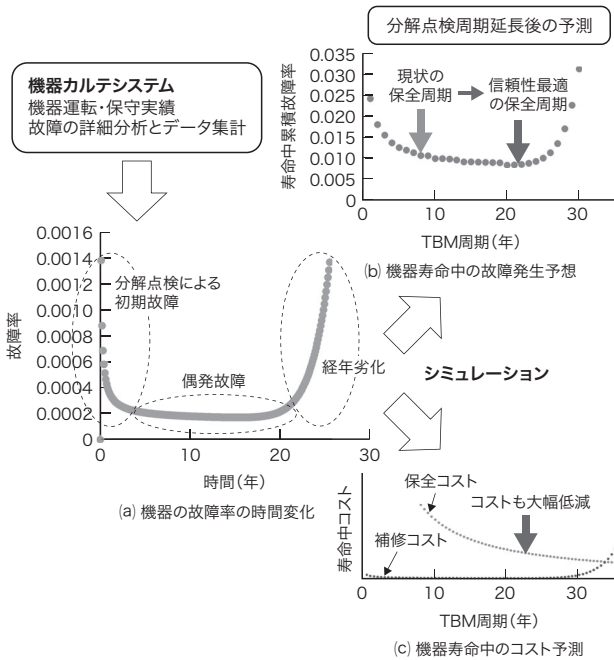 分解点検周期延長後の予測
機器カルテシステム
機器運転・保守実績
故障の詳細分析とデータ集計
寿命中累積故障率
0.035
0.030
0.025
0.020
0.015
0.010
0.005
0
10
20
30
現状の
保全周期
信頼性最適
の保全周期
TBM周期(年)
(b) 機器寿命中の故障発生予想
故障率
0.0016
0.0014
0.0012
0.0010
0.0008
0.0006
0.0004
0.0002
0
0
10
20
30
分解点検による
初期故障
偶発故障
経年劣化
時間(年)
(a) 機器の故障率の時間変化
シミュレーション
寿命中コスト
保全コスト
コストも大幅低減
補修コスト
0
10
20
30
TBM周期(年)
(c) 機器寿命中のコスト予測